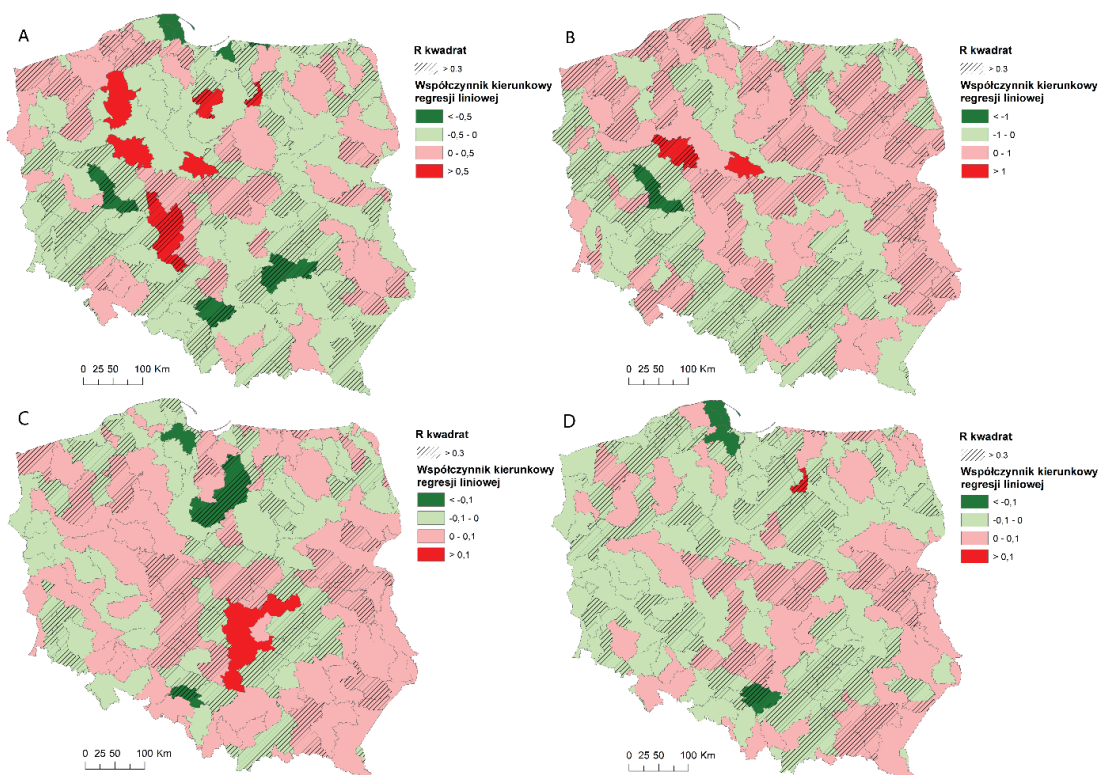 A
R kwadrat
> 0.3
Współczynnik kierunkowy
regresji liniowej
< -0,5
-0,5 - 0
0 - 0,5
> 0,5
0 25 50 100 Km
B
R kwadrat
> 0.3
Współczynnik kierunkowy
regresji liniowej
< -1
-1 - 0
0 - 1
> 1
0 25 50 100 Km
C
R kwadrat
> 0.3
Współczynnik kierunkowy
regresji liniowej
< -0,1
-0,1 - 0
0 - 0,1
> 0,1
0 25 50 100 Km
D
R kwadrat
> 0.3
Współczynnik kierunkowy
regresji liniowej
< -0,1
-0,1 - 0
0 - 0,1
> 0,1
0 25 50 100 Km